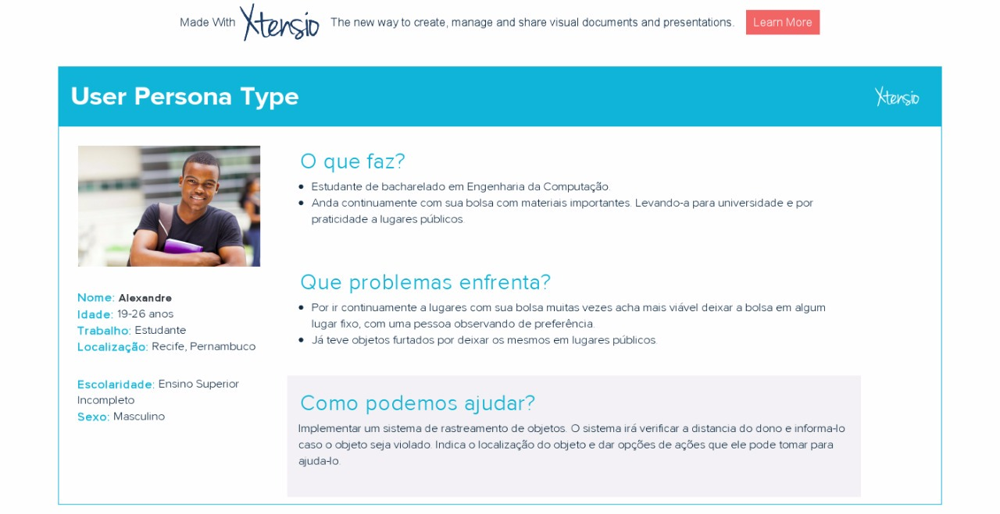 Made With Xtensio The new way to create, manage and share visual documents and presentations. Learn More
User Persona Type
Xtensio
O que faz?
Estudante de bacharelado em Engenharia da Computação.
Anda continuamente com sua bolsa com materiais importantes. Levando-a para universidade e por
praticidade a lugares públicos.
Que problemas enfrenta?
Por ir continuamente a lugares com sua bolsa muitas vezes acha mais viável deixar a bolsa em algum
lugar fixo, com uma pessoa observando de preferência.
Já teve objetos furtados por deixar os mesmos em lugares públicos.
Nome: Alexandre
Idade: 19-26 anos
Trabalho: Estudante
Localização: Recife, Pernambuco
Escolaridade: Ensino Superior
Incompleto
Sexo: Masculino
Como podemos ajudar?
Implementar um sistema de rastreamento de objetos. O sistema irá verificar a distancia do dono e informa-lo
caso o objeto seja violado. Indica o localização do objeto e dar opções de ações que ele pode tomar para
ajuda-lo.